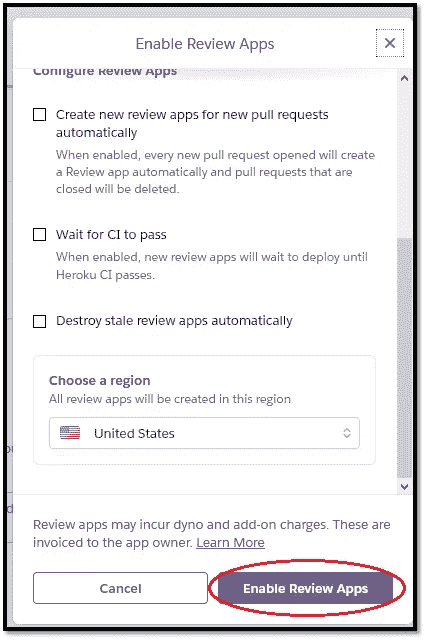 Enable Review Apps
Configure Review Apps
Create new review apps for new pull requests
automatically
When enabled, every new pull request opened will create
a Review app automatically and pull requests that are
closed will be deleted.
Wait for CI to pass
When enabled, new review apps will wait to deploy until
Heroku CI passes.
Destroy stale review apps automatically
Choose a region
All review apps will be created in this region
United States
Review apps may incur dyno and add-on charges. These are
invoiced to the app owner. Learn More
Cancel
Enable Review Apps